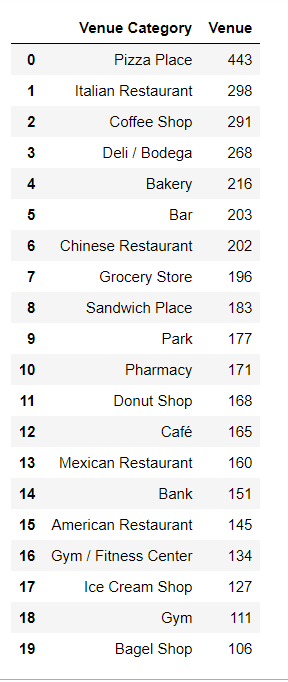 Venue Category Venue
0 Pizza Place 443
1 Italian Restaurant 298
2 Coffee Shop 291
3 Deli / Bodega 268
4 Bakery 216
5 Bar 203
6 Chinese Restaurant 202
7 Grocery Store 196
8 Sandwich Place 183
9 Park 177
10 Pharmacy 171
11 Donut Shop 168
12 Café 165
13 Mexican Restaurant 160
14 Bank 151
15 American Restaurant 145
16 Gym / Fitness Center 134
17 Ice Cream Shop 127
18 Gym 111
19 Bagel Shop 106